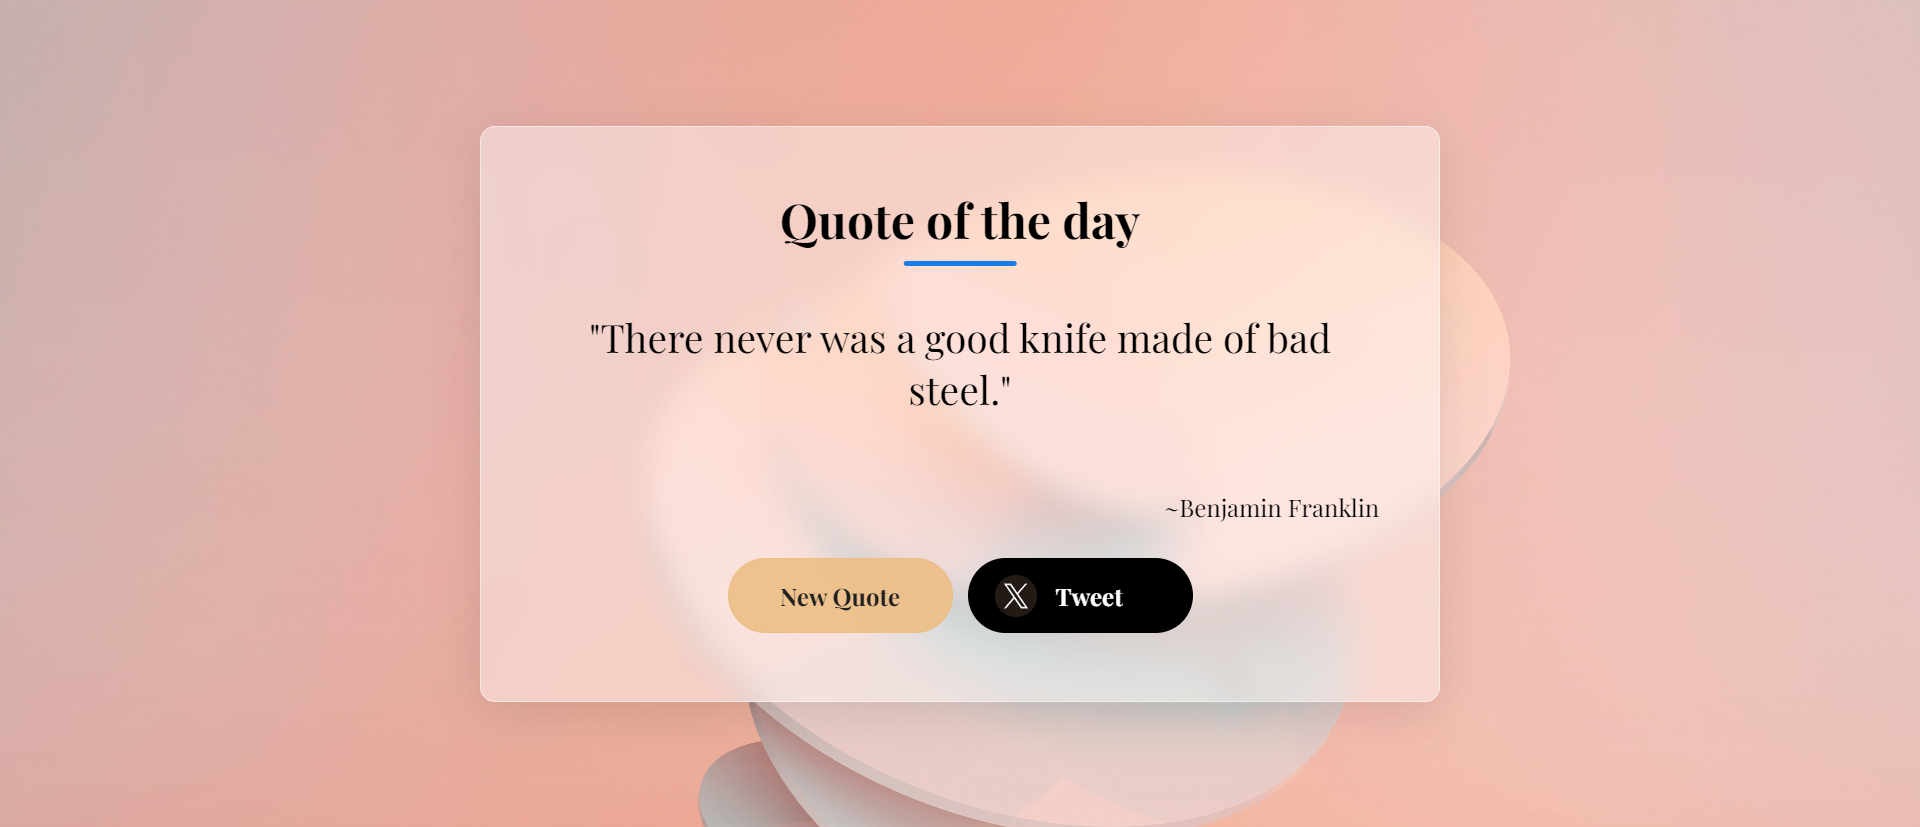 Quote of the day
"There never was a good knife made of bad
steel."
~Benjamin Franklin
New Quote
Tweet